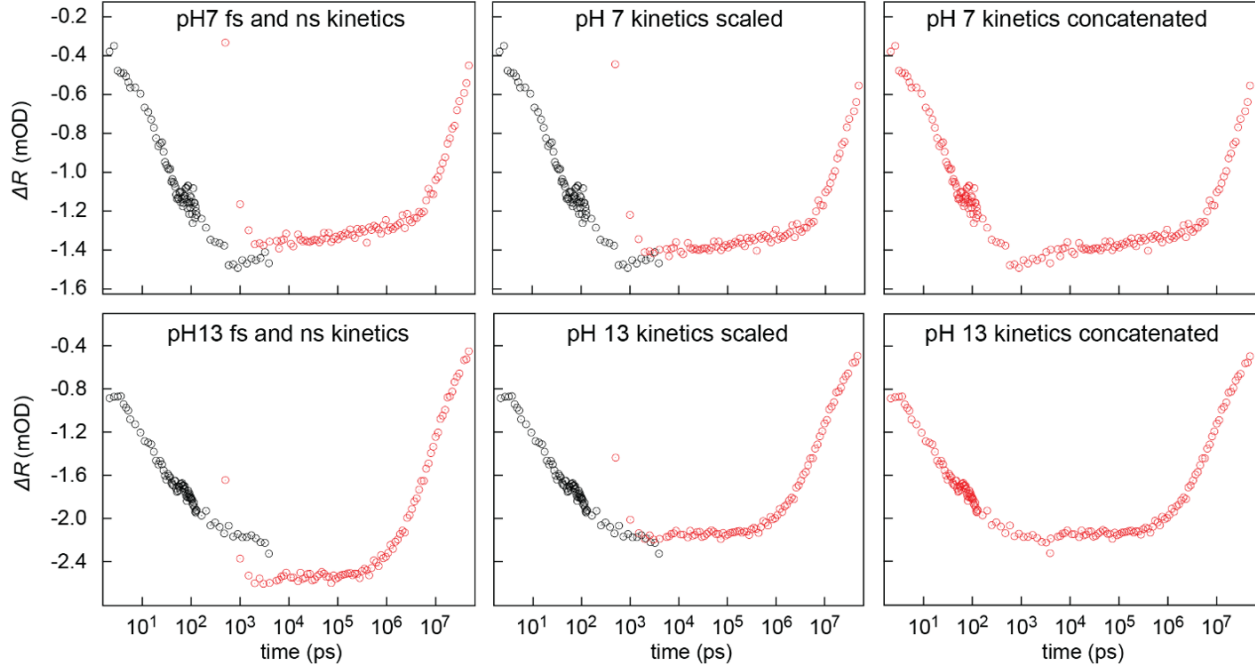 pH7 fs and ns kinetics
pH 7 kinetics scaled
pH 7 kinetics concatenated
-0.2
-0.4
-0.6
-0.8
-1.0
-1.2
-1.4
-1.6
ΔR (mOD)
pH13 fs and ns kinetics
pH 13 kinetics scaled
pH 13 kinetics concatenated
-0.4
-0.8
-1.2
-1.6
-2.0
-2.4
ΔR (mOD)
10¹ 10² 10³ 10⁴ 10⁵ 10⁶ 10⁷
10¹ 10² 10³ 10⁴ 10⁵ 10⁶ 10⁷
10¹ 10² 10³ 10⁴ 10⁵ 10⁶ 10⁷
time (ps)
time (ps)
time (ps)